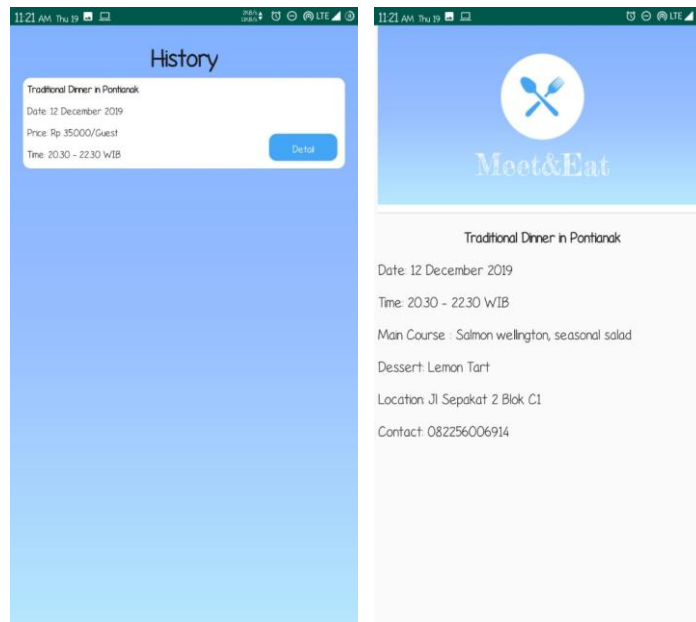 11:21 AM Thu 19
LTE
History
Traditional Dinner in Pontianak
Date: 12 December 2019
Price: Rp 35000/Guest
Time: 20.30 - 22.30 WIB
Detail
11:21 AM Thu 19
LTE
Meet&Eat
Traditional Dinner in Pontianak
Date: 12 December 2019
Time: 20.30 - 22.30 WIB
Main Course : Salmon wellington, seasonal salad
Dessert: Lemon Tart
Location: Jl Sepakat 2 Blok C1
Contact: 082256006914